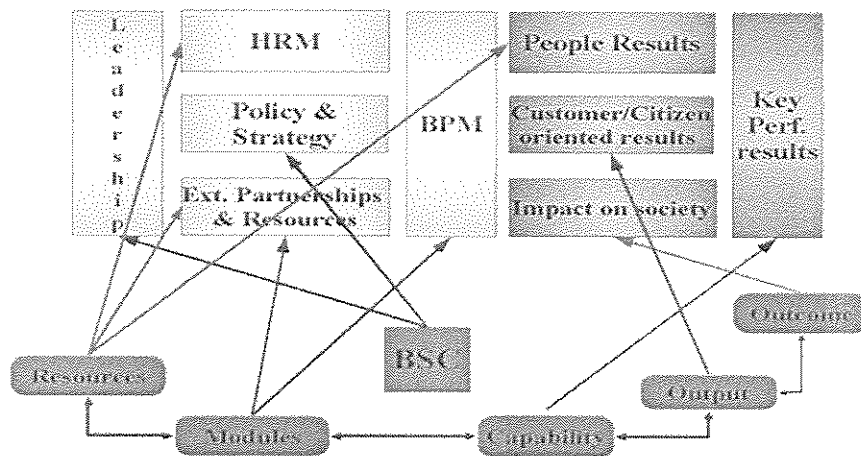 Leadership
HRM
Policy &
Strategy
Ext. Partnerships
& Resources
BPM
People Results
Customer/Citizen
oriented results
Impact on society
Key
Perf.
results
BSC
Resources
Modules
Capability
Output
Outcome